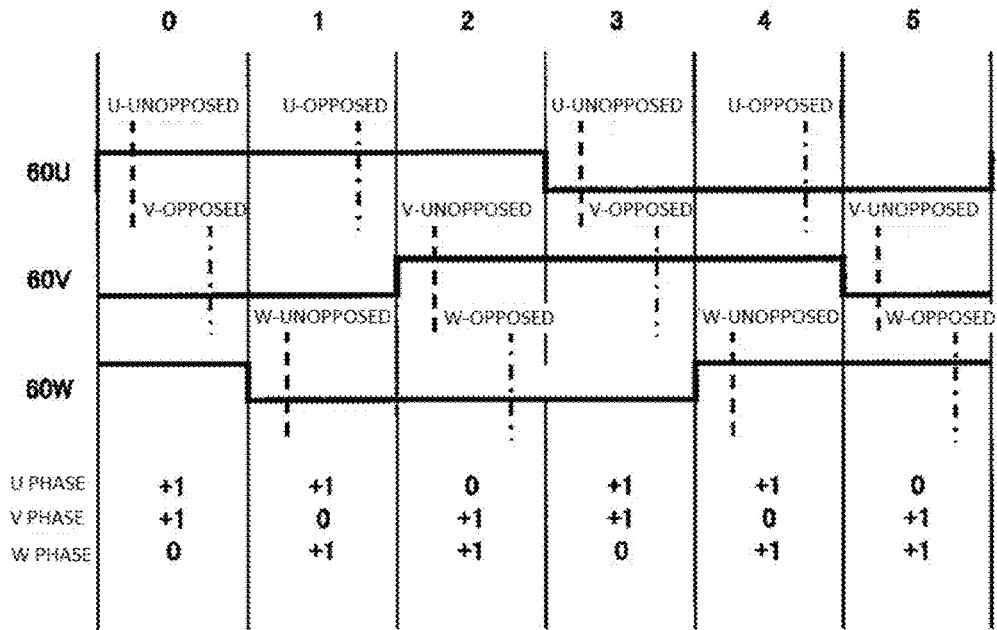 0 1 2 3 4 5
U-UNOPPOSED U-OPPOSED U-UNOPPOSED U-OPPOSED
60U
V-OPPOSED V-UNOPPOSED V-OPPOSED V-UNOPPOSED
60V
W-UNOPPOSED W-OPPOSED W-UNOPPOSED W-OPPOSED
60W
U PHASE +1 +1 0 +1 +1 0
V PHASE +1 0 +1 +1 0 +1
W PHASE 0 +1 +1 0 +1 +1